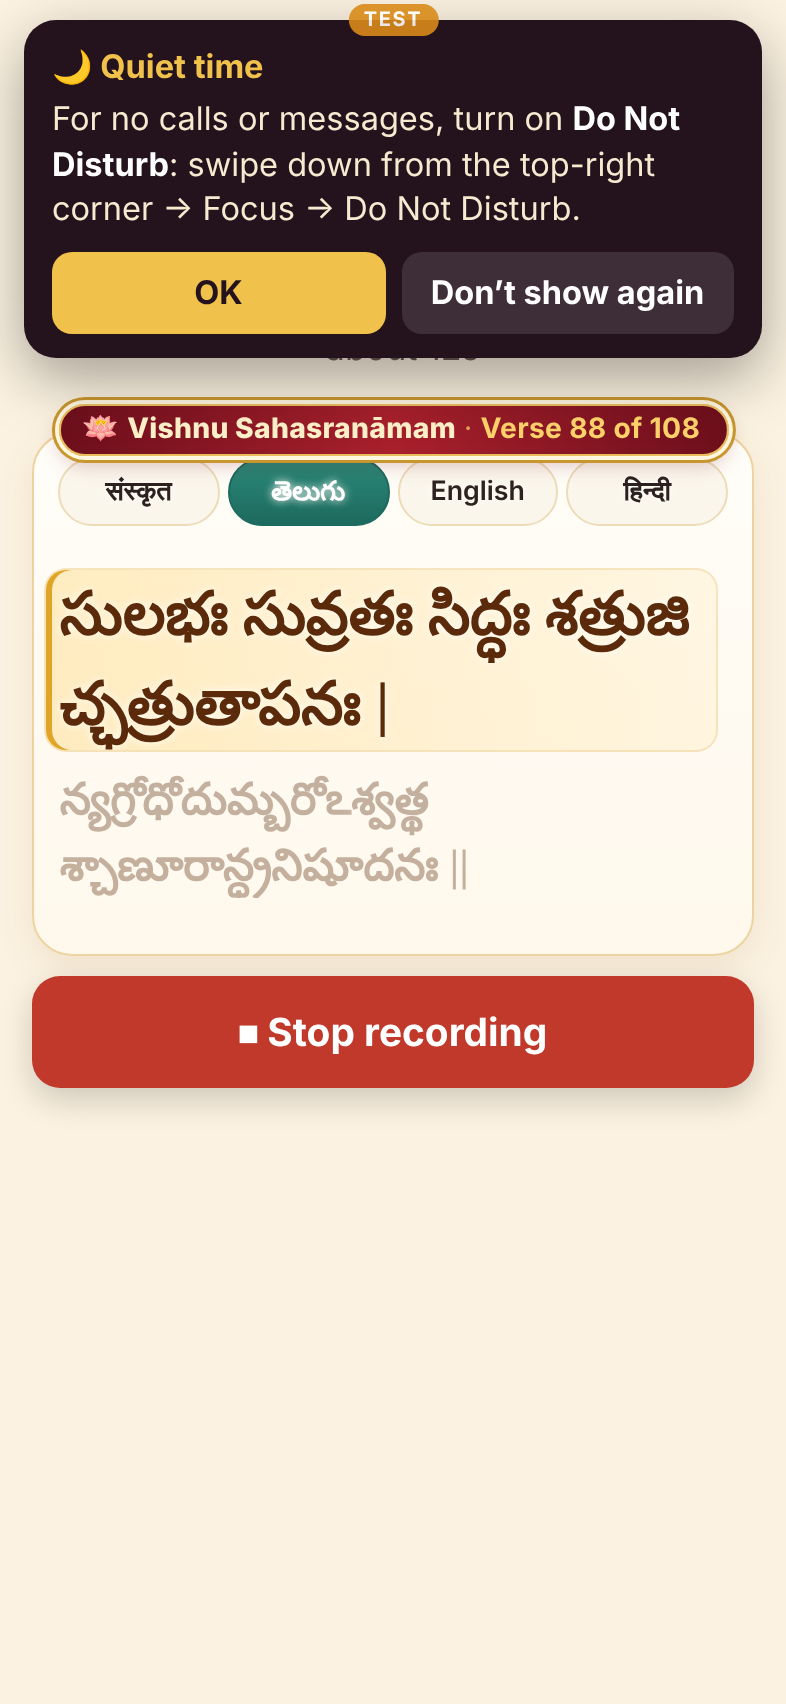 TEST
🌙 Quiet time
For no calls or messages, turn on Do Not
Disturb: swipe down from the top-right
corner → Focus → Do Not Disturb.
OK
Don't show again
🪷 Vishnu Sahasranāmam · Verse 88 of 108
संस्कृत
తెలుగు
English
हिन्दी
సులభః సువ్రతః సిద్ధః శత్రుజి
చ్ఛత్రుతాపనః |
న్యగ్రోధోదుమ్బరోఽశ్వత్థ
శ్చాణూరాన్ధ్రనిషూదనః ||
■ Stop recording